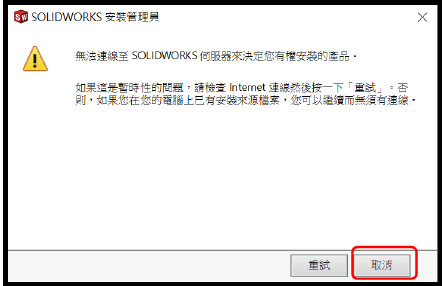 SOLIDWORKS 安裝管理員
無法連線至 SOLIDWORKS 伺服器來決定您有權安裝的產品。
如果這是暫時性的問題，請檢查 Internet 連線然後按一下「重試」。否
則，如果您在您的電腦上已有安裝來源檔案，您可以繼續而無須有連線。
重試
取消